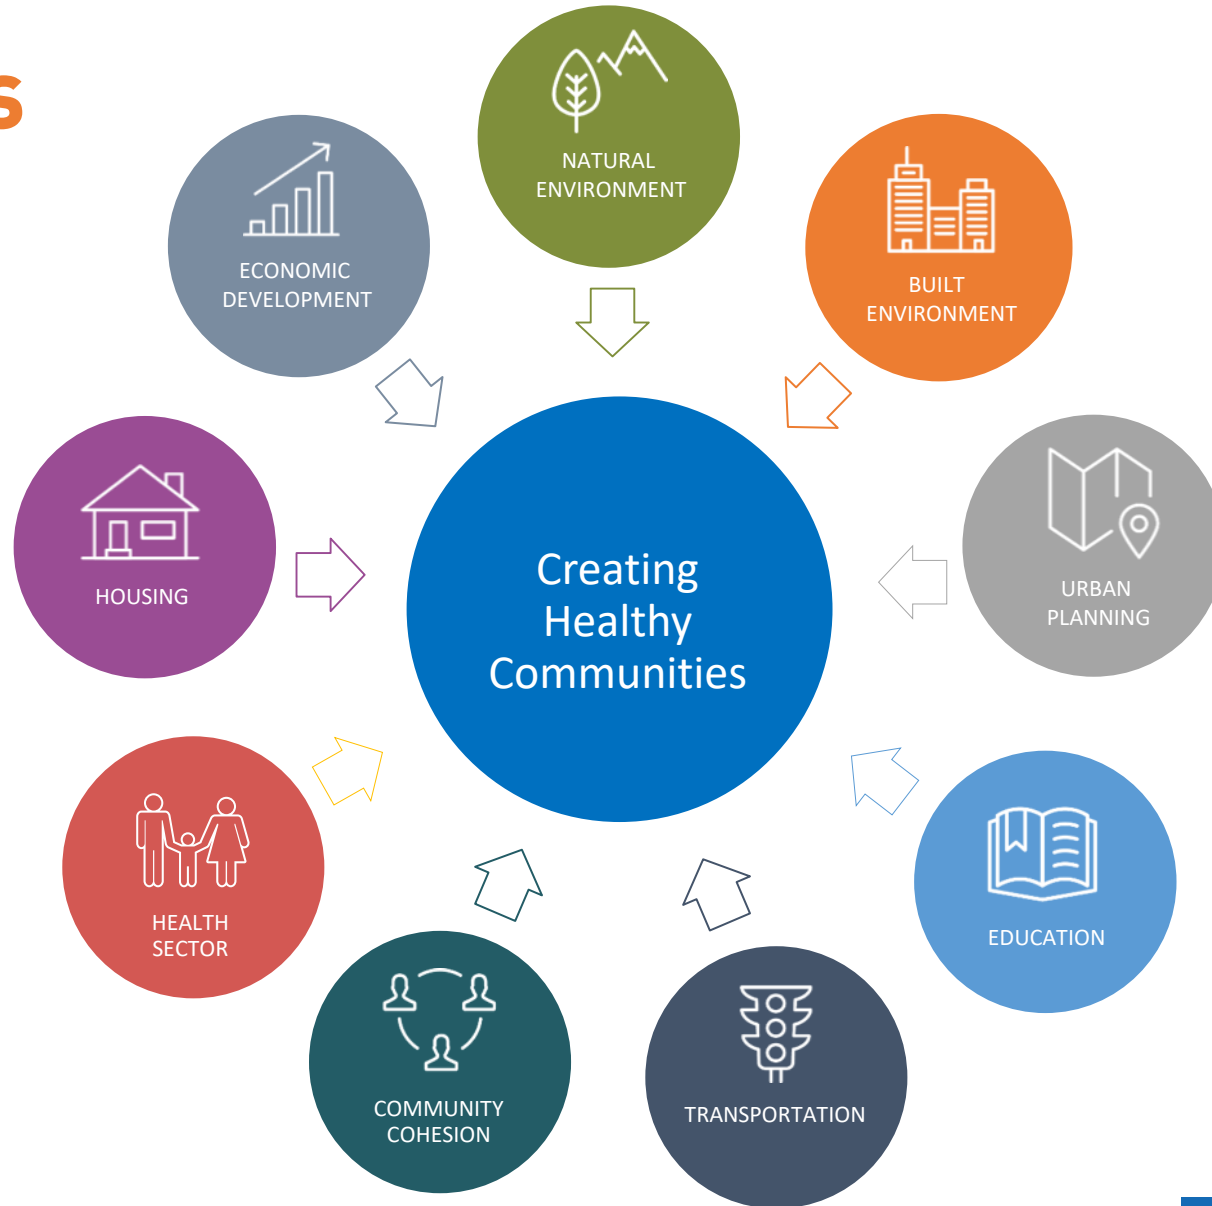 s
NATURAL
ENVIRONMENT
ECONOMIC
DEVELOPMENT
BUILT
ENVIRONMENT
HOUSING
Creating
Healthy
Communities
URBAN
PLANNING
HEALTH
SECTOR
EDUCATION
COMMUNITY
COHESION
TRANSPORTATION